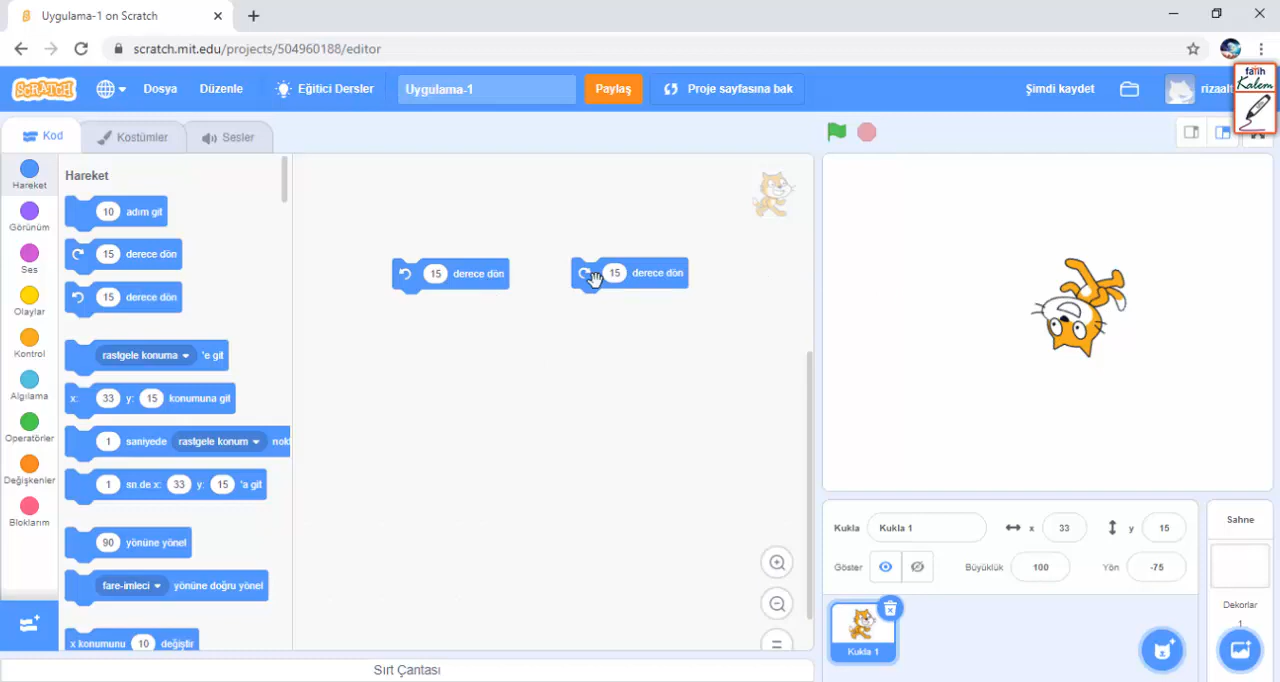 Uygulama-1 on Scratch
scratch.mit.edu/projects/504960188/editor
SCRATCH
Dosya
Düzenle
Eğitici Dersler
Uygulama-1
Paylaş
Proje sayfasına bak
Şimdi kaydet
rizaalt
fatih
Kalem
Kod
Kostümler
Sesler
Hareket
Görünüm
Ses
Olaylar
Kontrol
Algılama
Operatörler
Değişkenler
Bloklarım
Hareket
10 adım git
15 derece dön
15 derece dön
rastgele konuma 'e git
x: 33 y: 15 konumuna git
1 saniyede rastgele konum nokt
1 sn.de x: 33 y: 15 'a git
90 yönüne yönel
fare-imleci yönüne doğru yönel
x konumunu 10 değiştir
15 derece dön
15 derece dön
Sırt Çantası
Kukla Kukla 1 x 33 y 15
Göster Büyüklük 100 Yön -75
Kukla 1
Sahne
Dekorlar
1